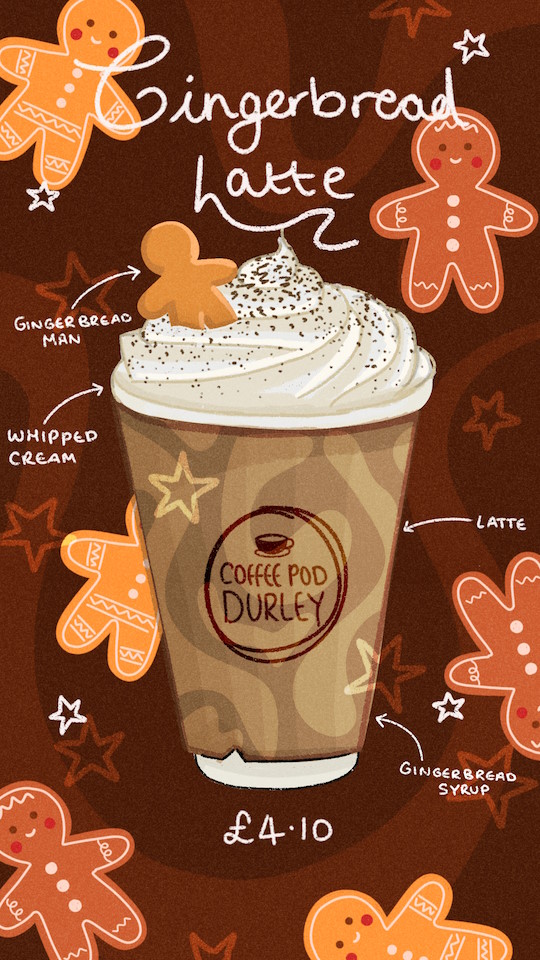 Gingerbread
Latte
GINGERBREAD
MAN
WHIPPED
CREAM
LATTE
COFFEE POD
DURLEY
GINGERBREAD
SYRUP
£4.10